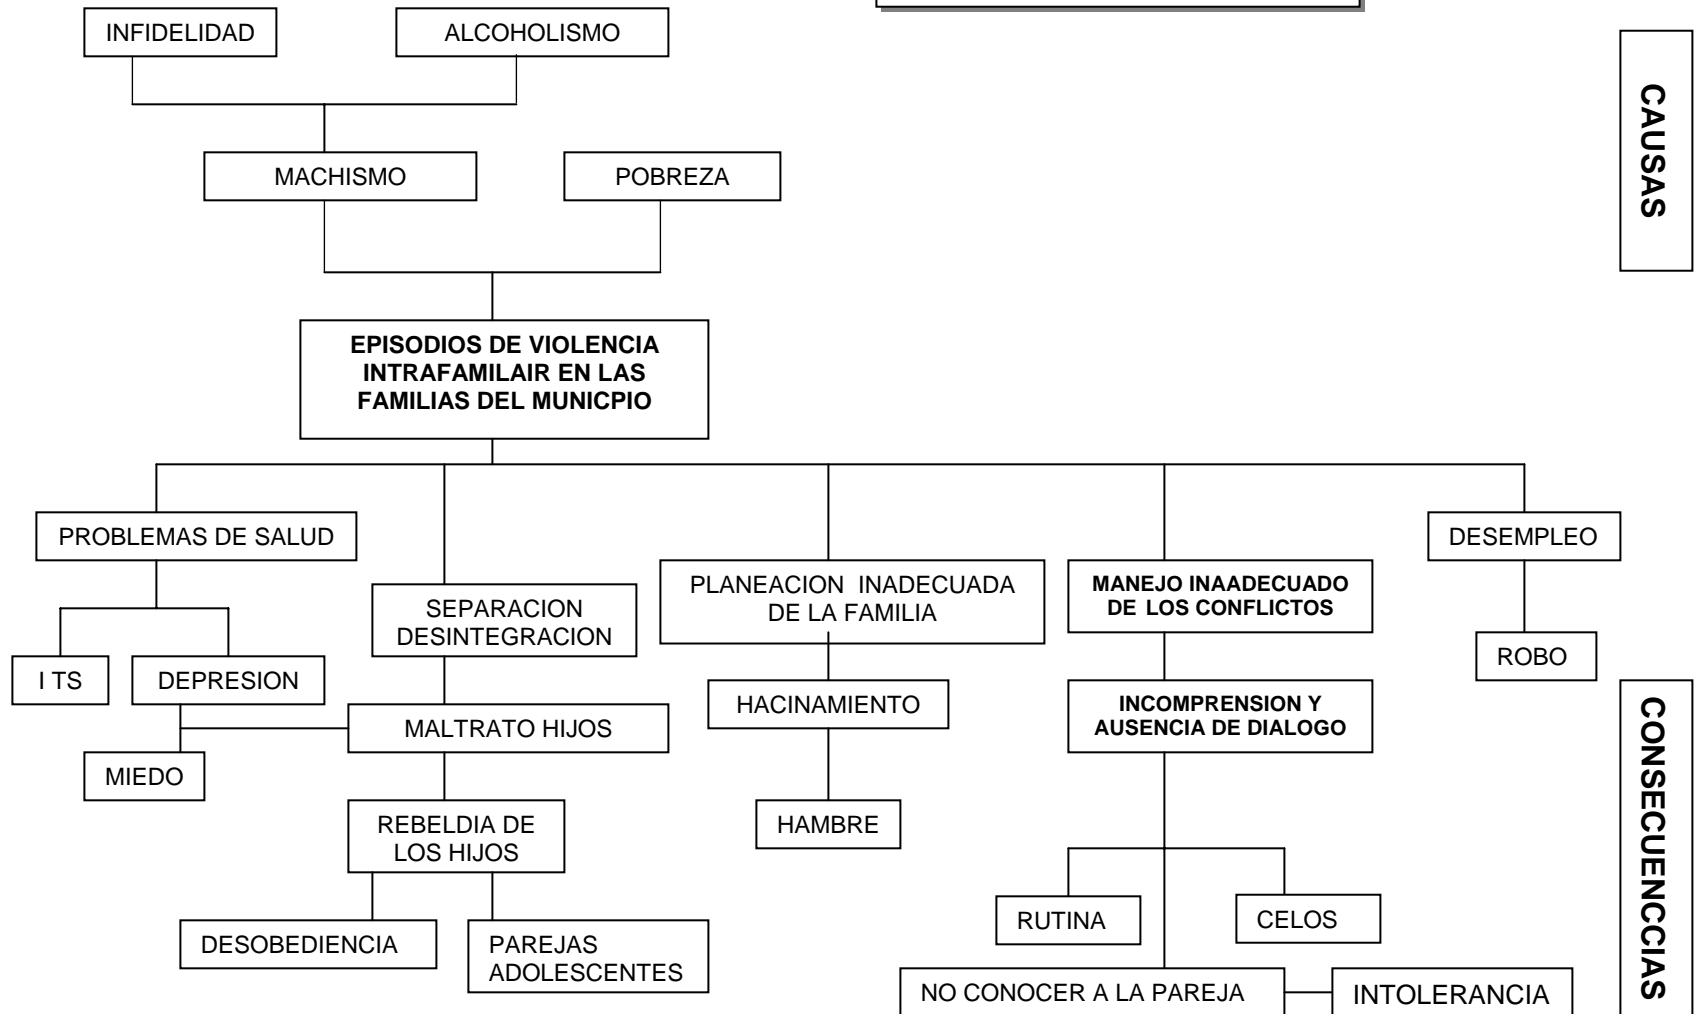 INFIDELIDAD
ALCOHOLISMO
CAUSAS
MACHISMO
POBREZA
EPISODIOS DE VIOLENCIA
INTRAFAMILAIR EN LAS
FAMILIAS DEL MUNICPIO
PROBLEMAS DE SALUD
DESEMPLEO
SEPARACION
DESINTEGRACION
PLANEACION INADECUADA
DE LA FAMILIA
MANEJO INAADECUADO
DE LOS CONFLICTOS
I TS
DEPRESION
ROBO
MALTRATO HIJOS
HACINAMIENTO
INCOMPRENSION Y
AUSENCIA DE DIALOGO
CONSECUENCCIAS
MIEDO
REBELDIA DE
LOS HIJOS
HAMBRE
RUTINA
CELOS
DESOBEDIENCIA
PAREJAS
ADOLESCENTES
NO CONOCER A LA PAREJA
INTOLERANCIA